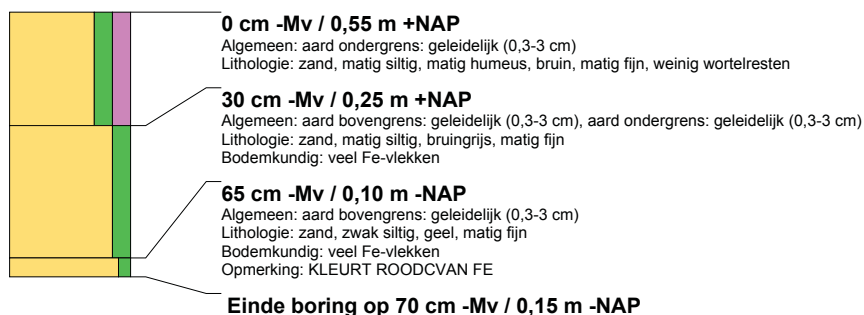 0 cm -Mv / 0,55 m +NAP
Algemeen: aard ondergrens: geleidelijk (0,3-3 cm)
Lithologie: zand, matig siltig, matig humeus, bruin, matig fijn, weinig wortelresten
30 cm -Mv / 0,25 m +NAP
Algemeen: aard bovengrens: geleidelijk (0,3-3 cm), aard ondergrens: geleidelijk (0,3-3 cm)
Lithologie: zand, matig siltig, bruingrijs, matig fijn
Bodemkundig: veel Fe-vlekken
65 cm -Mv / 0,10 m -NAP
Algemeen: aard bovengrens: geleidelijk (0,3-3 cm)
Lithologie: zand, zwak siltig, geel, matig fijn
Bodemkundig: veel Fe-vlekken
Opmerking: KLEURT ROODCVAN FE
Einde boring op 70 cm -Mv / 0,15 m -NAP